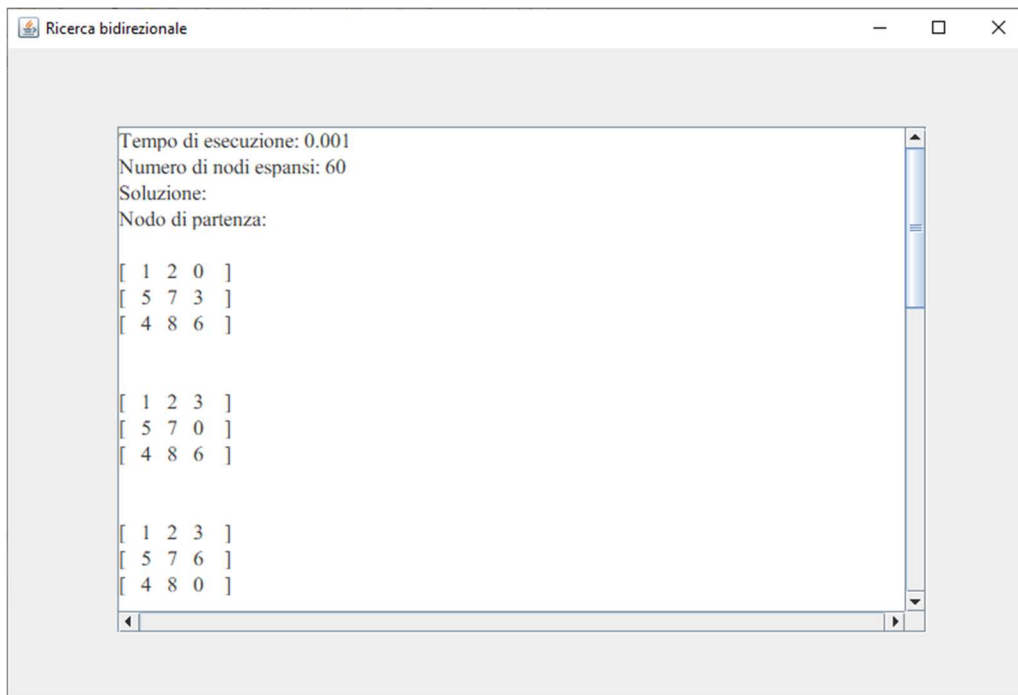 Ricerca bidirezionale
Tempo di esecuzione: 0.001
Numero di nodi espansi: 60
Soluzione:
Nodo di partenza:
[ 1 2 0 ]
[ 5 7 3 ]
[ 4 8 6 ]
[ 1 2 3 ]
[ 5 7 0 ]
[ 4 8 6 ]
[ 1 2 3 ]
[ 5 7 6 ]
[ 4 8 0 ]